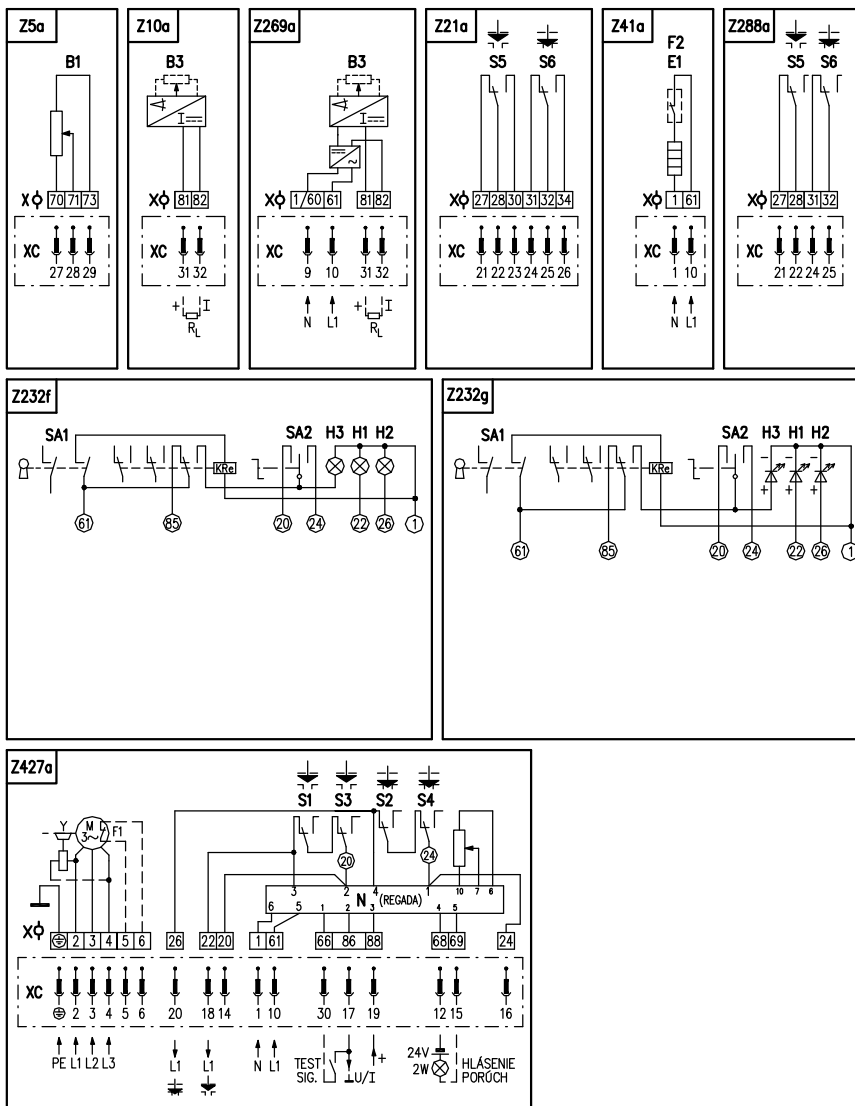 Z5a
B1
X 70 71 73
XC
27 28 29
Z10a
B3
I
X 81 82
XC
31 32
+ I
RL
Z269a
B3
I
~
X 1/60 61 81 82
XC
9 10 31 32
N L1 + I
RL
Z21a
S5 S6
X 27 28 30 31 32 34
XC
21 22 23 24 25 26
Z41a
F2
E1
X 1 61
XC
1 10
N L1
Z288a
S5 S6
X 27 28 31 32
XC
21 22 24 25
Z232f
SA1 SA2 H3 H1 H2
KRe
61 85 20 24 22 26 1
Z232g
SA1 SA2 H3 H1 H2
KRe
- - -
+ + +
61 85 20 24 22 26 1
Z427a
S1 S3 S2 S4
Y M 3~ F1
20 24
3 2 4 1 10 7 6
N (REGADA)
6 5 1 2 3 4 5
X 2 3 4 5 6 26 22 20 1 61 66 86 88 68 69 24
XC
2 3 4 5 6 20 18 14 1 10 30 17 19 12 15 16
PE L1 L2 L3 L1 L1 N L1 TEST SIG. U/I + 24V 2W HLÁSENIE PORÚCH